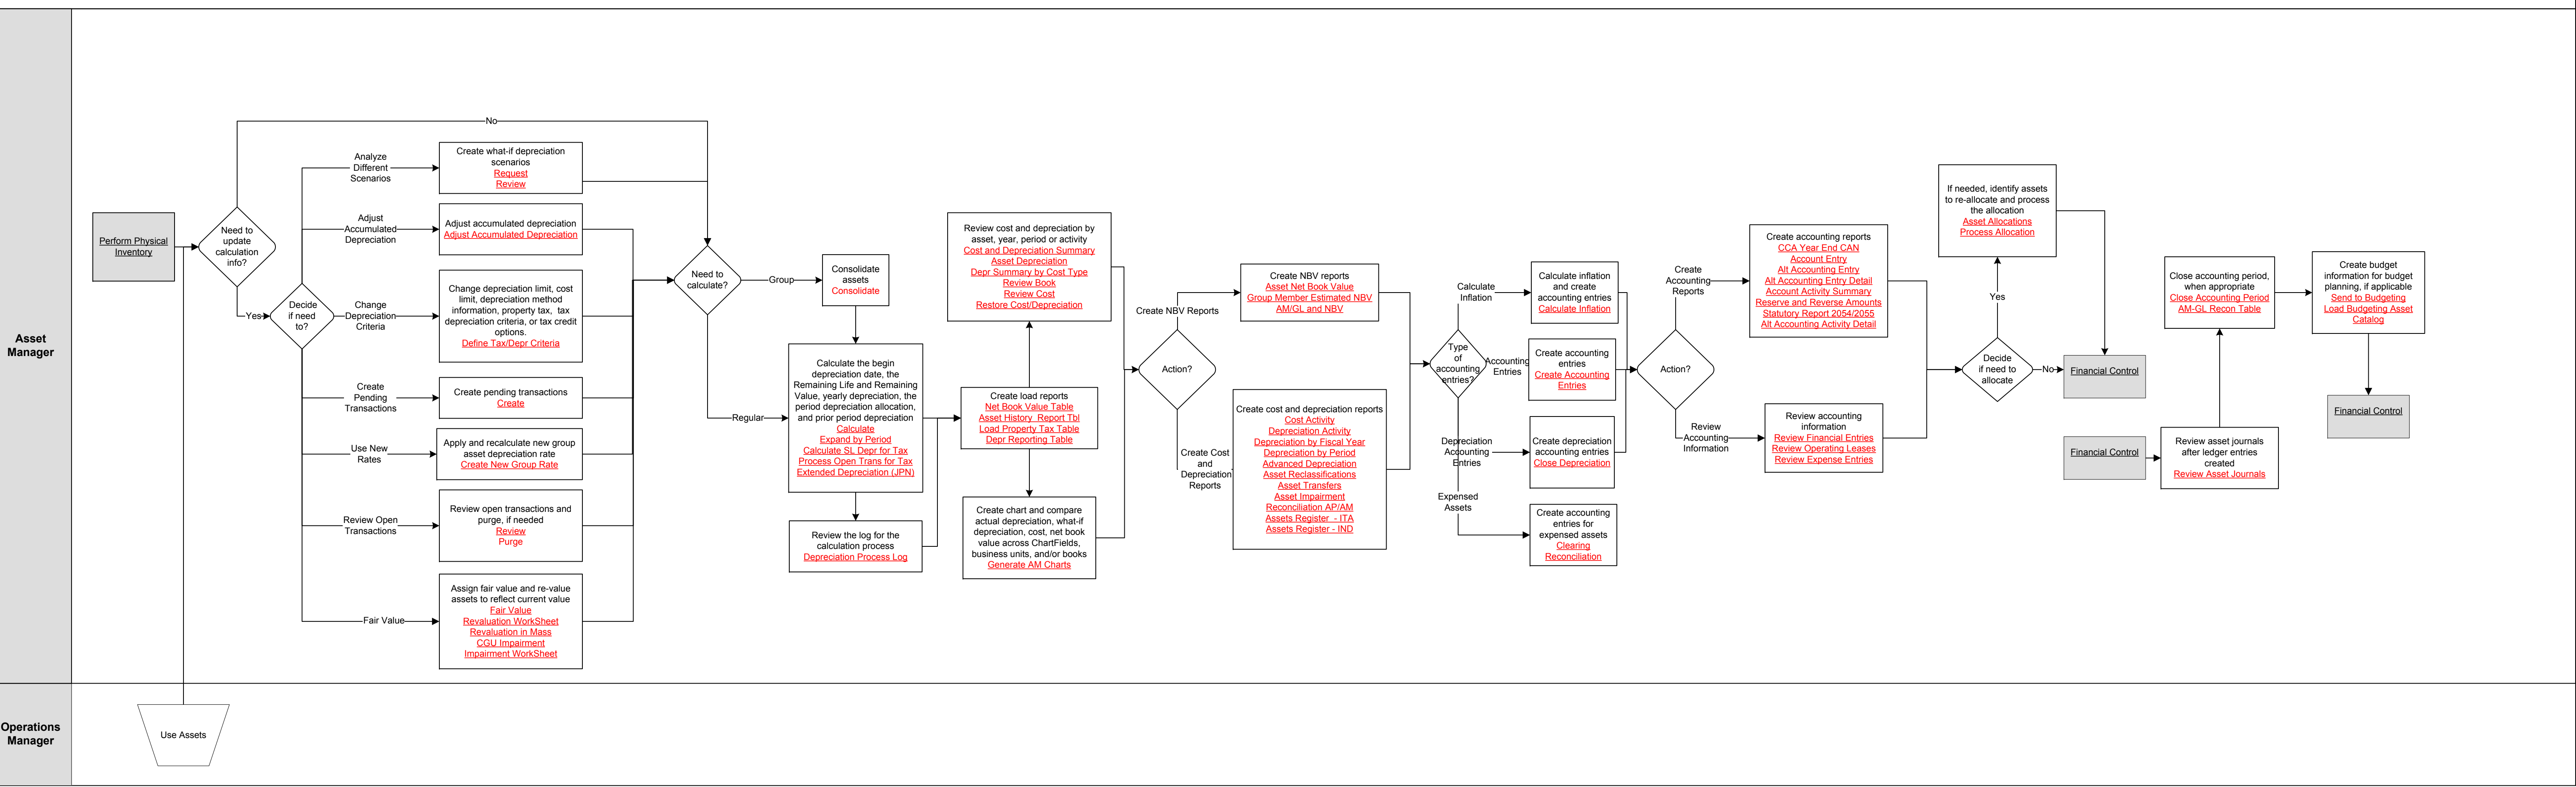 Asset
Manager
Perform Physical
Inventory
Need to
update
calculation
info?
No
Yes
Decide
if need
to?
Analyze
Different
Scenarios
Create what-if depreciation
scenarios
Request
Review
Adjust
Accumulated
Depreciation
Adjust accumulated depreciation
Adjust Accumulated Depreciation
Change
Depreciation
Criteria
Change depreciation limit, cost
limit, depreciation method
information, property tax, tax
depreciation criteria, or tax credit
options.
Define Tax/Depr Criteria
Create
Pending
Transactions
Create pending transactions
Create
Use New
Rates
Apply and recalculate new group
asset depreciation rate
Create New Group Rate
Review Open
Transactions
Review open transactions and
purge, if needed
Review
Purge
Fair Value
Assign fair value and re-value
assets to reflect current value
Fair Value
Revaluation WorkSheet
Revaluation in Mass
CGU Impairment
Impairment WorkSheet
Need to
calculate?
Group
Consolidate
assets
Consolidate
Regular
Calculate the begin
depreciation date, the
Remaining Life and Remaining
Value, yearly depreciation, the
period depreciation allocation,
and prior period depreciation
Calculate
Expand by Period
Calculate SL Depr for Tax
Process Open Trans for Tax
Extended Depreciation (JPN)
Review the log for the
calculation process
Depreciation Process Log
Review cost and depreciation by
asset, year, period or activity
Cost and Depreciation Summary
Asset Depreciation
Depr Summary by Cost Type
Review Book
Review Cost
Restore Cost/Depreciation
Create load reports
Net Book Value Table
Asset History  Report Tbl
Load Property Tax Table
Depr Reporting Table
Create chart and compare
actual depreciation, what-if
depreciation, cost, net book
value across ChartFields,
business units, and/or books
Generate AM Charts
Action?
Create NBV Reports
Create NBV reports
Asset Net Book Value
Group Member Estimated NBV
AM/GL and NBV
Create Cost
and
Depreciation
Reports
Create cost and depreciation reports
Cost Activity
Depreciation Activity
Depreciation by Fiscal Year
Depreciation by Period
Advanced Depreciation
Asset Reclassifications
Asset Transfers
Asset Impairment
Reconciliation AP/AM
Assets Register  - ITA
Assets Register - IND
Type
of
accounting
entries?
Calculate
Inflation
Calculate inflation
and create
accounting entries
Calculate Inflation
Accounting
Entries
Create accounting
entries
Create Accounting
Entries
Depreciation
Accounting
Entries
Create depreciation
accounting entries
Close Depreciation
Expensed
Assets
Create accounting
entries for
expensed assets
Clearing
Reconciliation
Action?
Create
Accounting
Reports
Create accounting reports
CCA Year End CAN
Account Entry
Alt Accounting Entry
Alt Accounting Entry Detail
Account Activity Summary
Reserve and Reverse Amounts
Statutory Report 2054/2055
Alt Accounting Activity Detail
Review
Accounting
Information
Review accounting
information
Review Financial Entries
Review Operating Leases
Review Expense Entries
Decide
if need to
allocate
Yes
If needed, identify assets
to re-allocate and process
the allocation
Asset Allocations
Process Allocation
No
Financial Control
Financial Control
Review asset journals
after ledger entries
created
Review Asset Journals
Close accounting period,
when appropriate
Close Accounting Period
AM-GL Recon Table
Create budget
information for budget
planning, if applicable
Send to Budgeting
Load Budgeting Asset
Catalog
Financial Control
Operations
Manager
Use Assets